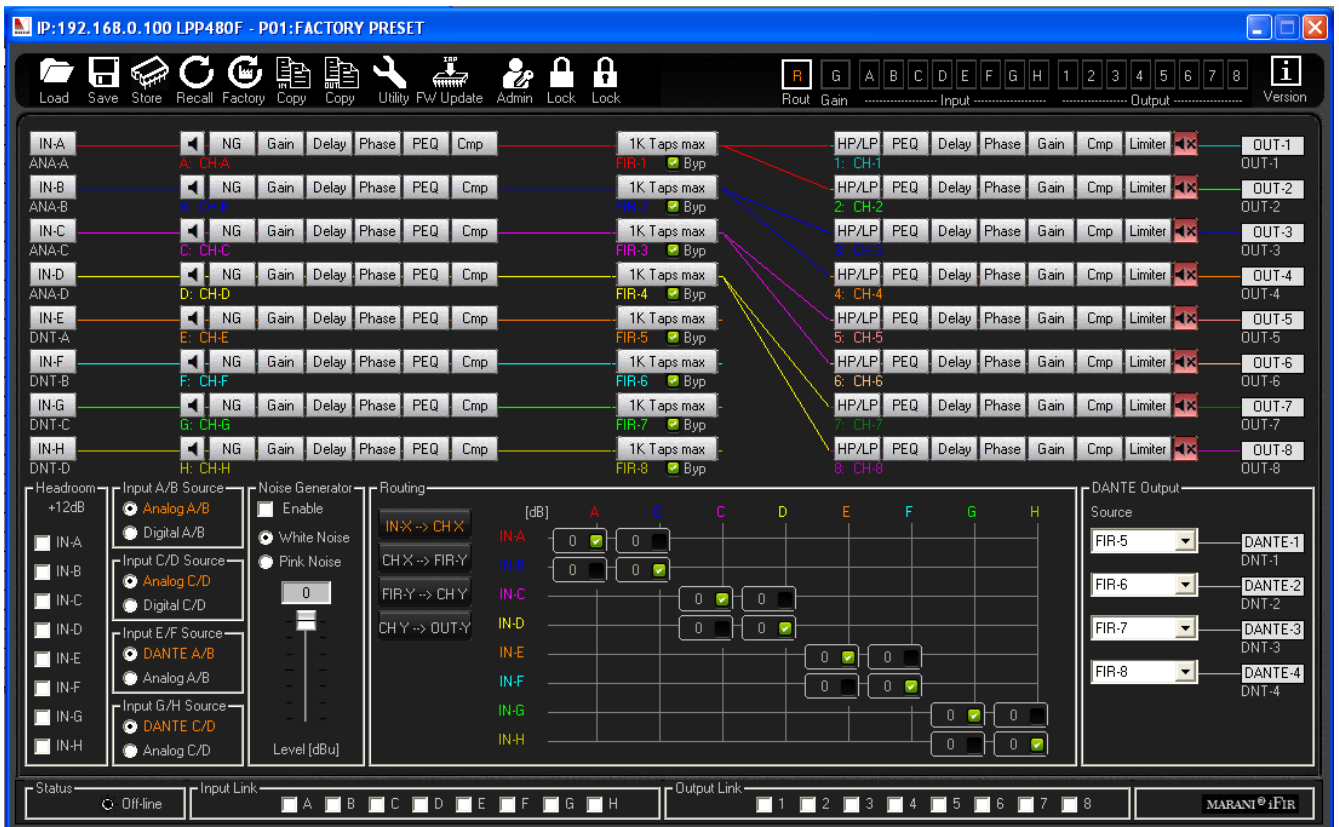 IP:192.168.0.100 LPP480F - P01:FACTORY PRESET
Load Save Store Recall Factory Copy Copy Utility FW Update Admin Lock Lock
R G A B C D E F G H 1 2 3 4 5 6 7 8
Rout Gain Input Output Version
IN-A NG Gain Delay Phase PEQ Cmp 1K Taps max HP/LP PEQ Delay Phase Gain Cmp Limiter OUT-1
ANA-A A: CH-A FIR-1 Byp 1: CH-1 OUT-1
IN-B NG Gain Delay Phase PEQ Cmp 1K Taps max HP/LP PEQ Delay Phase Gain Cmp Limiter OUT-2
ANA-B B: CH-B FIR-2 Byp 2: CH-2 OUT-2
IN-C NG Gain Delay Phase PEQ Cmp 1K Taps max HP/LP PEQ Delay Phase Gain Cmp Limiter OUT-3
ANA-C C: CH-C FIR-3 Byp 3: CH-3 OUT-3
IN-D NG Gain Delay Phase PEQ Cmp 1K Taps max HP/LP PEQ Delay Phase Gain Cmp Limiter OUT-4
ANA-D D: CH-D FIR-4 Byp 4: CH-4 OUT-4
IN-E NG Gain Delay Phase PEQ Cmp 1K Taps max HP/LP PEQ Delay Phase Gain Cmp Limiter OUT-5
DNT-A E: CH-E FIR-5 Byp 5: CH-5 OUT-5
IN-F NG Gain Delay Phase PEQ Cmp 1K Taps max HP/LP PEQ Delay Phase Gain Cmp Limiter OUT-6
DNT-B F: CH-F FIR-6 Byp 6: CH-6 OUT-6
IN-G NG Gain Delay Phase PEQ Cmp 1K Taps max HP/LP PEQ Delay Phase Gain Cmp Limiter OUT-7
DNT-C G: CH-G FIR-7 Byp 7: CH-7 OUT-7
IN-H NG Gain Delay Phase PEQ Cmp 1K Taps max HP/LP PEQ Delay Phase Gain Cmp Limiter OUT-8
DNT-D H: CH-H FIR-8 Byp 8: CH-8 OUT-8
Headroom
+12dB
IN-A
IN-B
IN-C
IN-D
IN-E
IN-F
IN-G
IN-H
Input A/B Source
Analog A/B
Digital A/B
Input C/D Source
Analog C/D
Digital C/D
Input E/F Source
DANTE A/B
Analog A/B
Input G/H Source
DANTE C/D
Analog C/D
Noise Generator
Enable
White Noise
Pink Noise
0
Level [dBu]
Routing
IN-X --> CH X
CH X --> FIR-Y
FIR-Y --> CH Y
CH Y --> OUT-Y
[dB] A B C D E F G H
IN-A 0 0
IN-B 0 0
IN-C 0 0
IN-D 0 0
IN-E 0 0
IN-F 0 0
IN-G 0 0
IN-H 0 0
DANTE Output
Source
FIR-5 DANTE-1
DNT-1
FIR-6 DANTE-2
DNT-2
FIR-7 DANTE-3
DNT-3
FIR-8 DANTE-4
DNT-4
Status
Off-line
Input Link
A B C D E F G H
Output Link
1 2 3 4 5 6 7 8
MARANI® iFIR